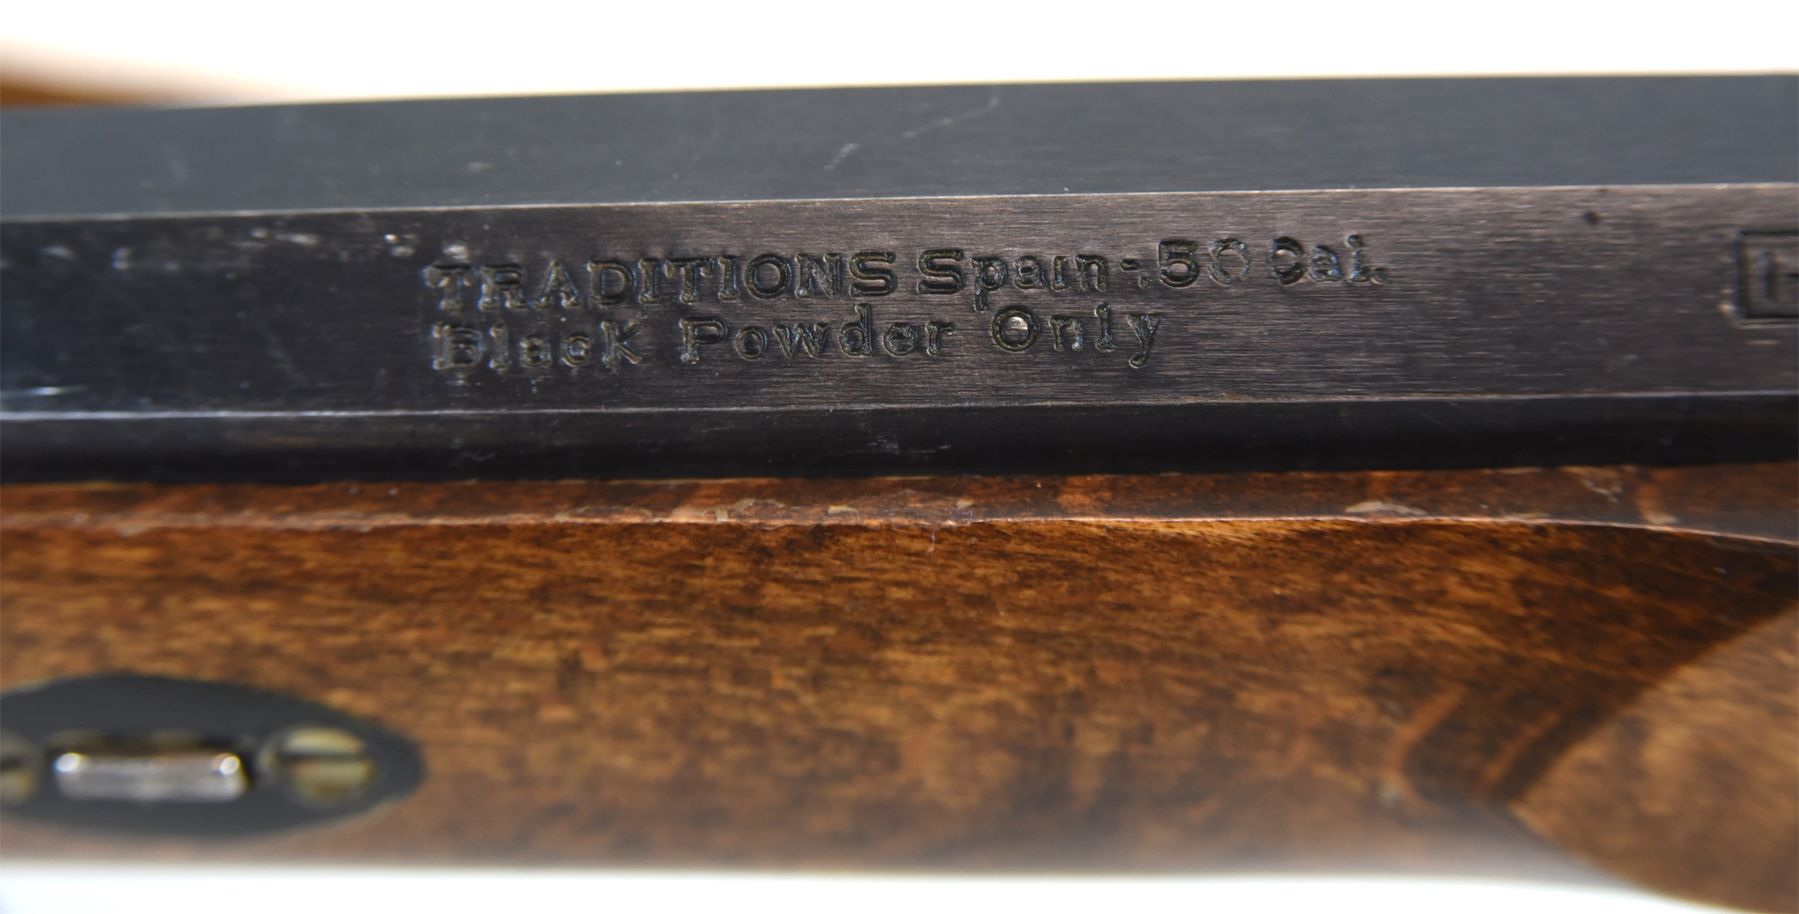 TRADITIONS Spain-.50 Cal.
Black Powder Only